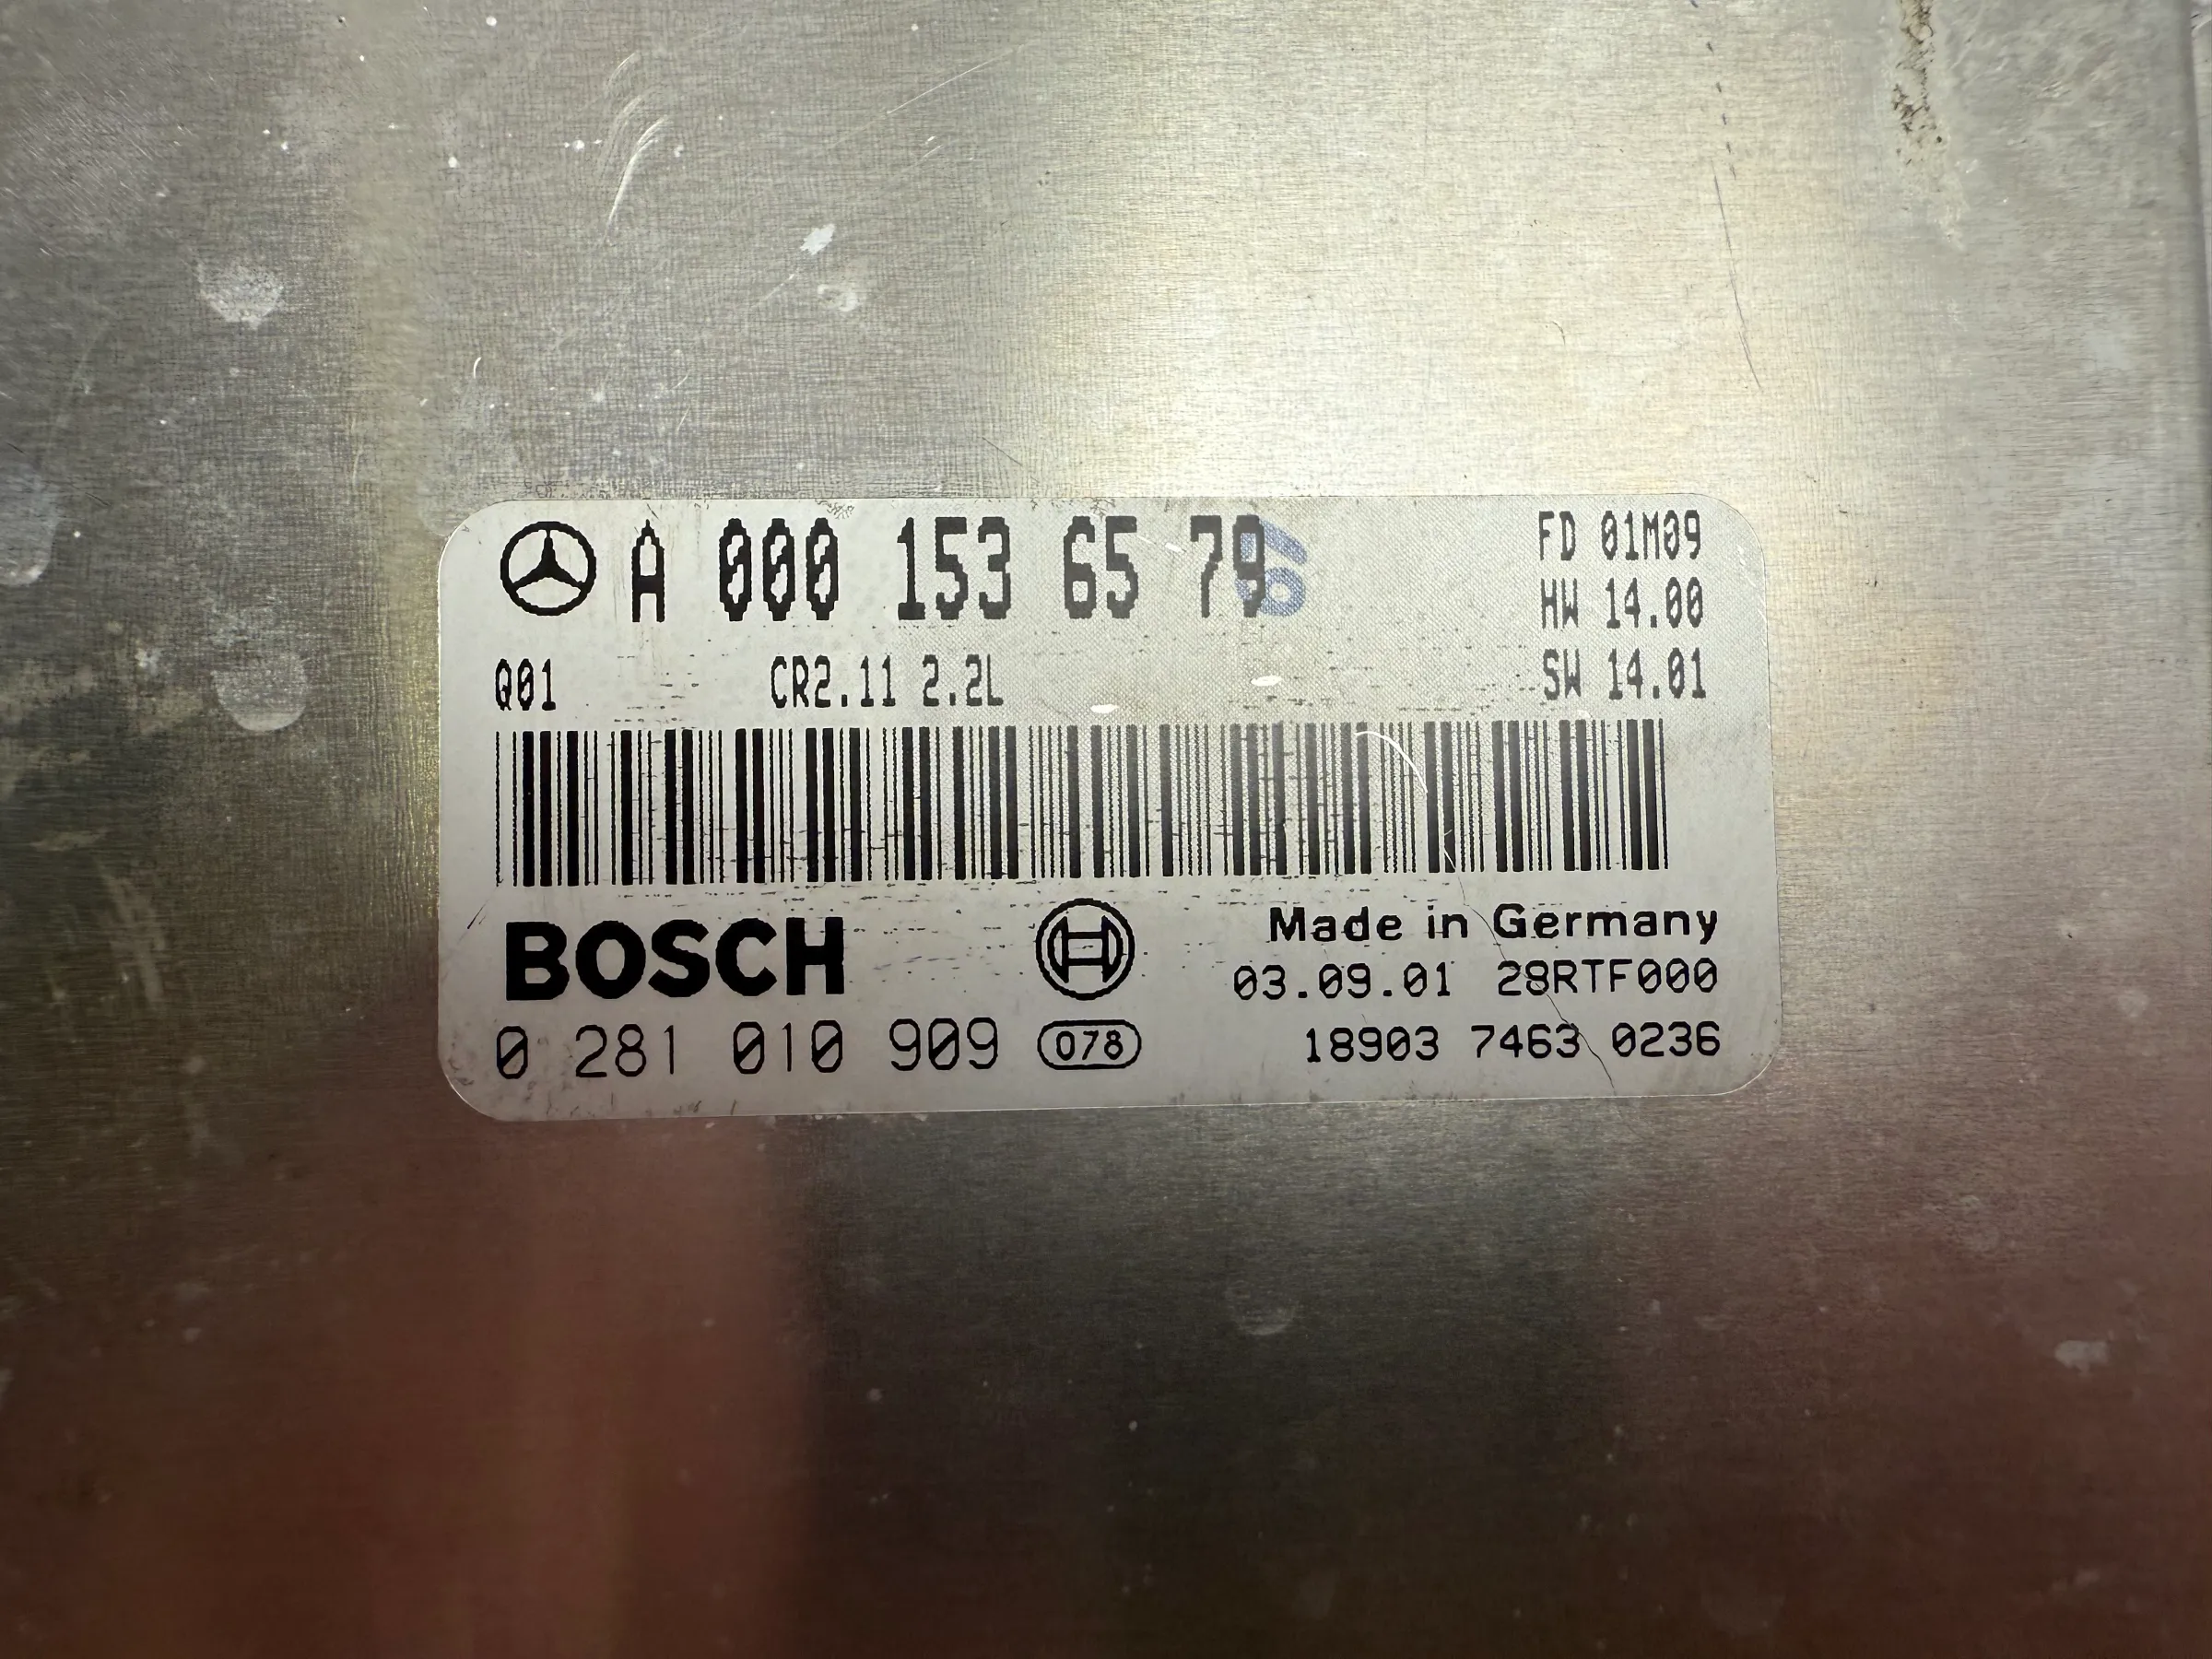 A 000 153 65 79 6
FD 01M09
HW 14.00
Q01 CR2.11 2.2L SW 14.01
BOSCH
Made in Germany
03.09.01 28RTF000
0 281 010 909 078
18903 7463 0236